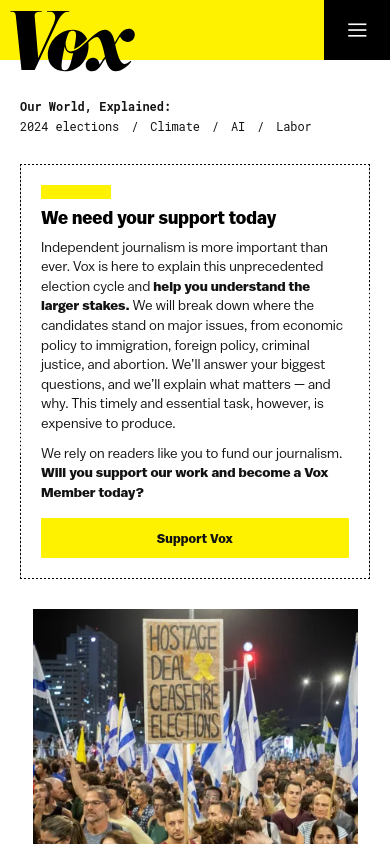 Vox
Our World, Explained:
2024 elections / Climate / AI / Labor
We need your support today
Independent journalism is more important than
ever. Vox is here to explain this unprecedented
election cycle and help you understand the
larger stakes. We will break down where the
candidates stand on major issues, from economic
policy to immigration, foreign policy, criminal
justice, and abortion. We’ll answer your biggest
questions, and we’ll explain what matters — and
why. This timely and essential task, however, is
expensive to produce.
We rely on readers like you to fund our journalism.
Will you support our work and become a Vox
Member today?
Support Vox
HOSTAGE
DEAL
CEASEFIRE
ELECTIONS